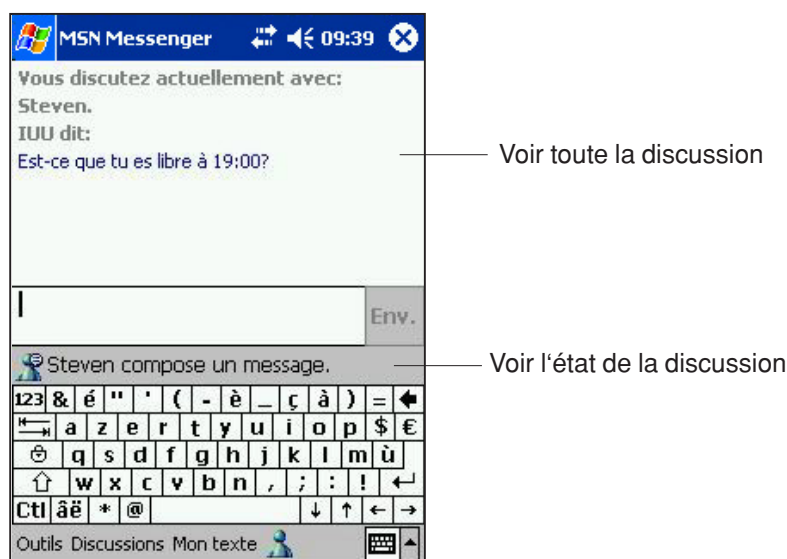 MSN Messenger 09:39
Vous discutez actuellement avec:
Steven.
IUU dit:
Est-ce que tu es libre à 19:00?
Voir toute la discussion
Env.
Steven compose un message.
Voir l'état de la discussion
123 & é " ' ( - è _ ç à ) =
a z e r t y u i o p $ €
q s d f g h j k l m ù
w x c v b n , ; : !
Ctl âë * @ ↓ ↑ ← →
Outils Discussions Mon texte